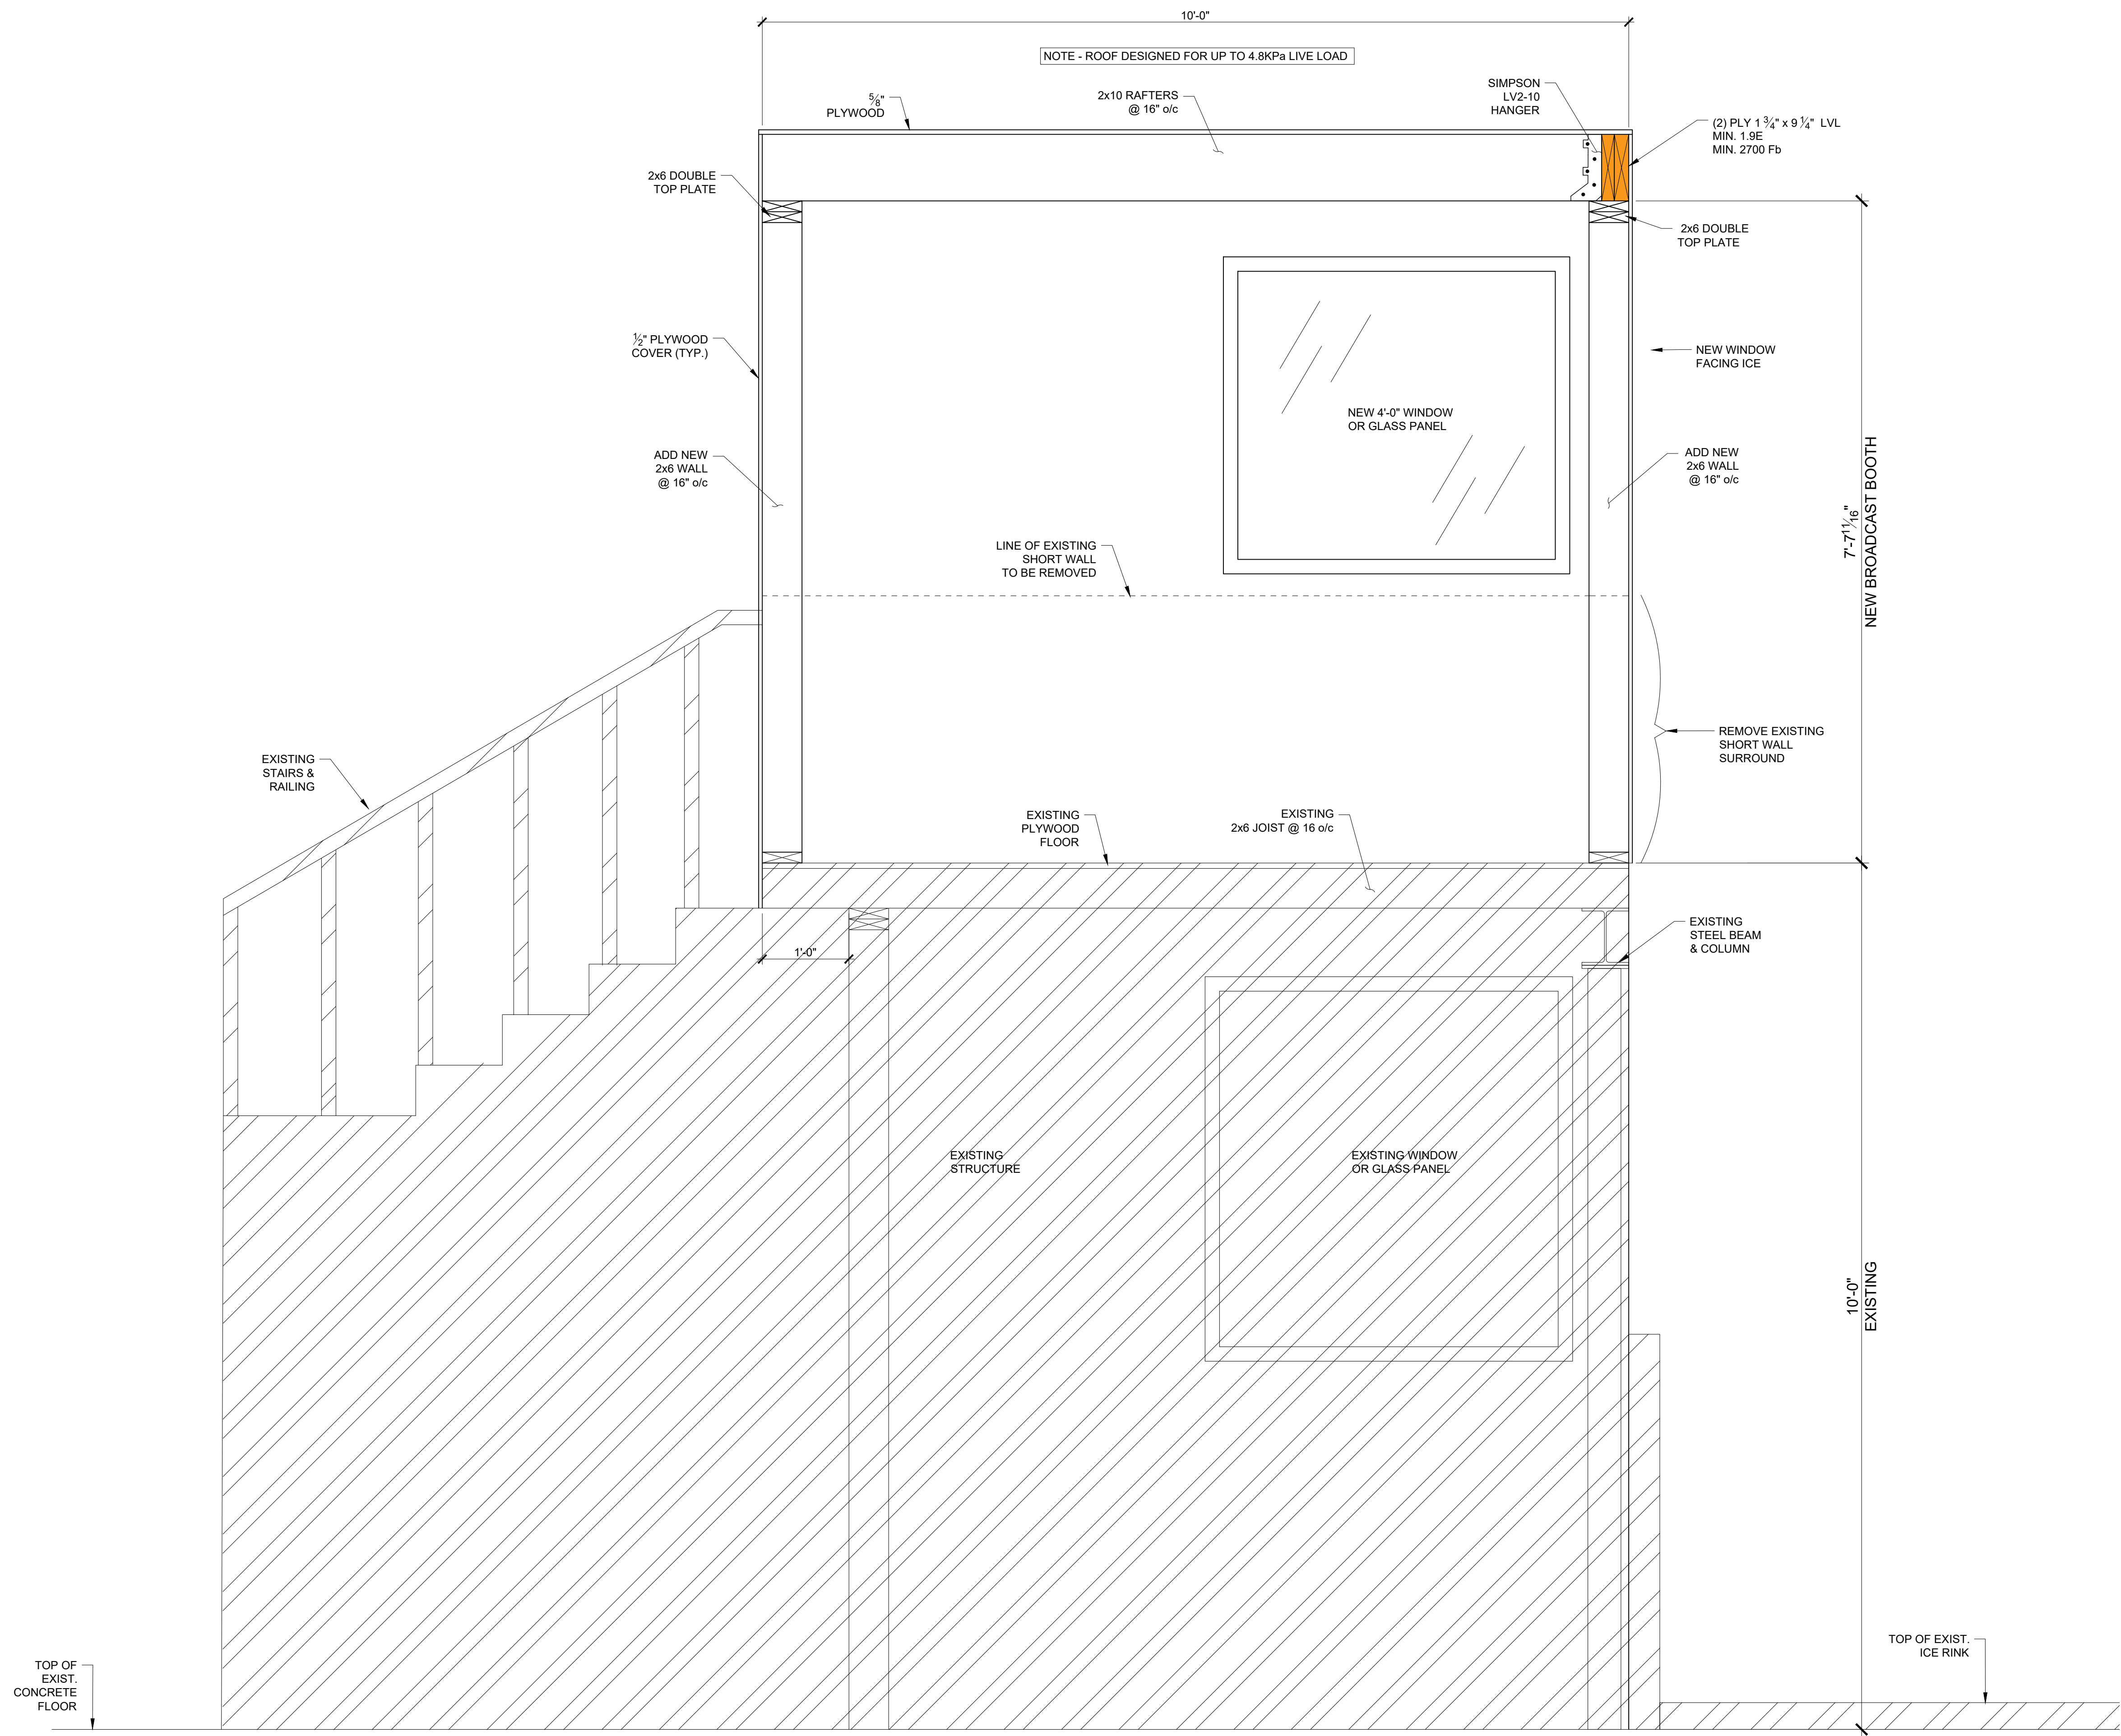 10'-0"
NOTE - ROOF DESIGNED FOR UP TO 4.8KPa LIVE LOAD
5⁄8"
PLYWOOD
2x10 RAFTERS
@ 16" o/c
SIMPSON
LV2-10
HANGER
(2) PLY 1 3⁄4" x 9 1⁄4" LVL
MIN. 1.9E
MIN. 2700 Fb
2x6 DOUBLE
TOP PLATE
2x6 DOUBLE
TOP PLATE
1⁄2" PLYWOOD
COVER (TYP.)
NEW WINDOW
FACING ICE
NEW 4'-0" WINDOW
OR GLASS PANEL
ADD NEW
2x6 WALL
@ 16" o/c
ADD NEW
2x6 WALL
@ 16" o/c
7'-7 11⁄16"
NEW BROADCAST BOOTH
LINE OF EXISTING
SHORT WALL
TO BE REMOVED
EXISTING
STAIRS &
RAILING
REMOVE EXISTING
SHORT WALL
SURROUND
EXISTING
PLYWOOD
FLOOR
EXISTING
2x6 JOIST @ 16 o/c
EXISTING
STEEL BEAM
& COLUMN
1'-0"
EXISTING
STRUCTURE
EXISTING WINDOW
OR GLASS PANEL
10'-0"
EXISTING
TOP OF
EXIST.
CONCRETE
FLOOR
TOP OF EXIST.
ICE RINK